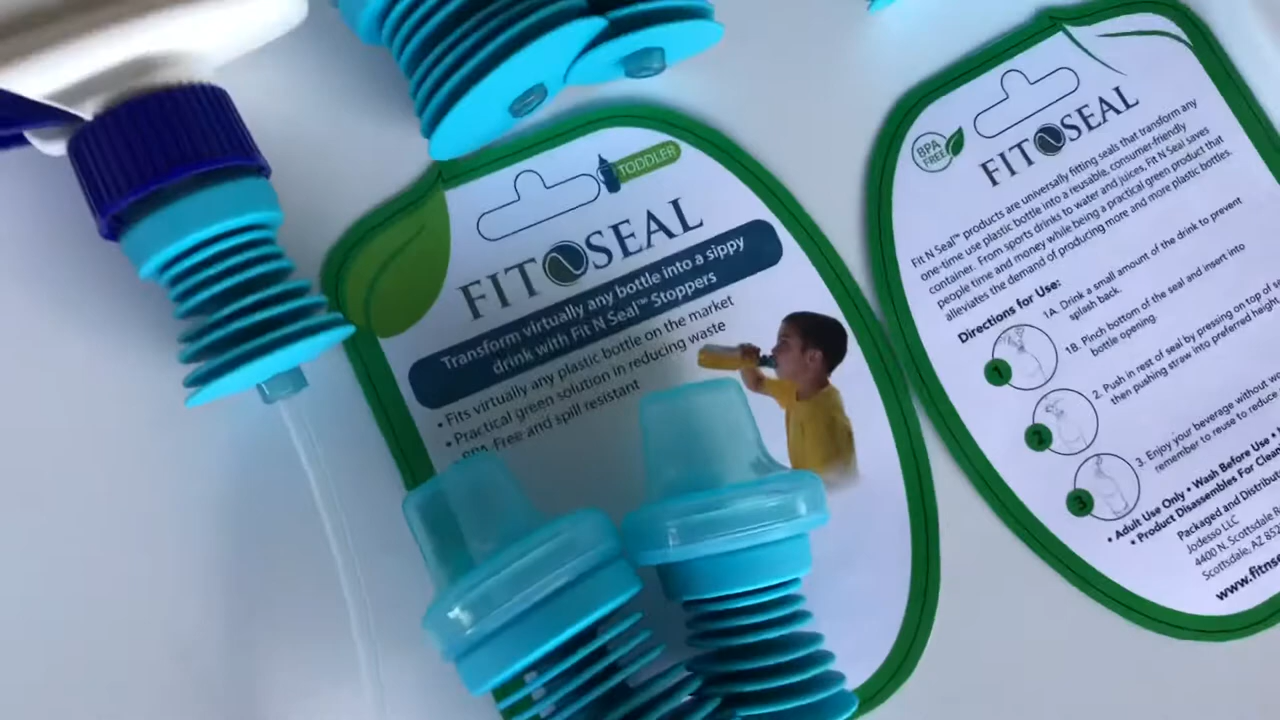 TODDLER
FIT N SEAL
Transform virtually any bottle into a sippy
drink with Fit N Seal™ Stoppers
• Fits virtually any plastic bottle on the market
• Practical green solution in reducing waste
• BPA-Free and spill resistant
BPA
FREE
FIT N SEAL
Fit N Seal™ products are universally fitting seals that transform any
one-time use plastic bottle into a reusable, consumer-friendly
container. From sports drinks to water and juices, Fit N Seal saves
people time and money while being a practical green product that
alleviates the demand of producing more and more plastic bottles.
Directions for Use:
1A. Drink a small amount of the drink to prevent
splash back.
1B. Pinch bottom of the seal and insert into
bottle opening.
1
2. Push in rest of seal by pressing on top of
then pushing straw into preferred
2
3. Enjoy your beverage without
remember to reuse to reduce
3
• Adult Use Only • Wash Before Use •
• Product Disassembles For
Packaged and
Jodesso LLC
4400 N. Scottsdale
Scottsdale, AZ